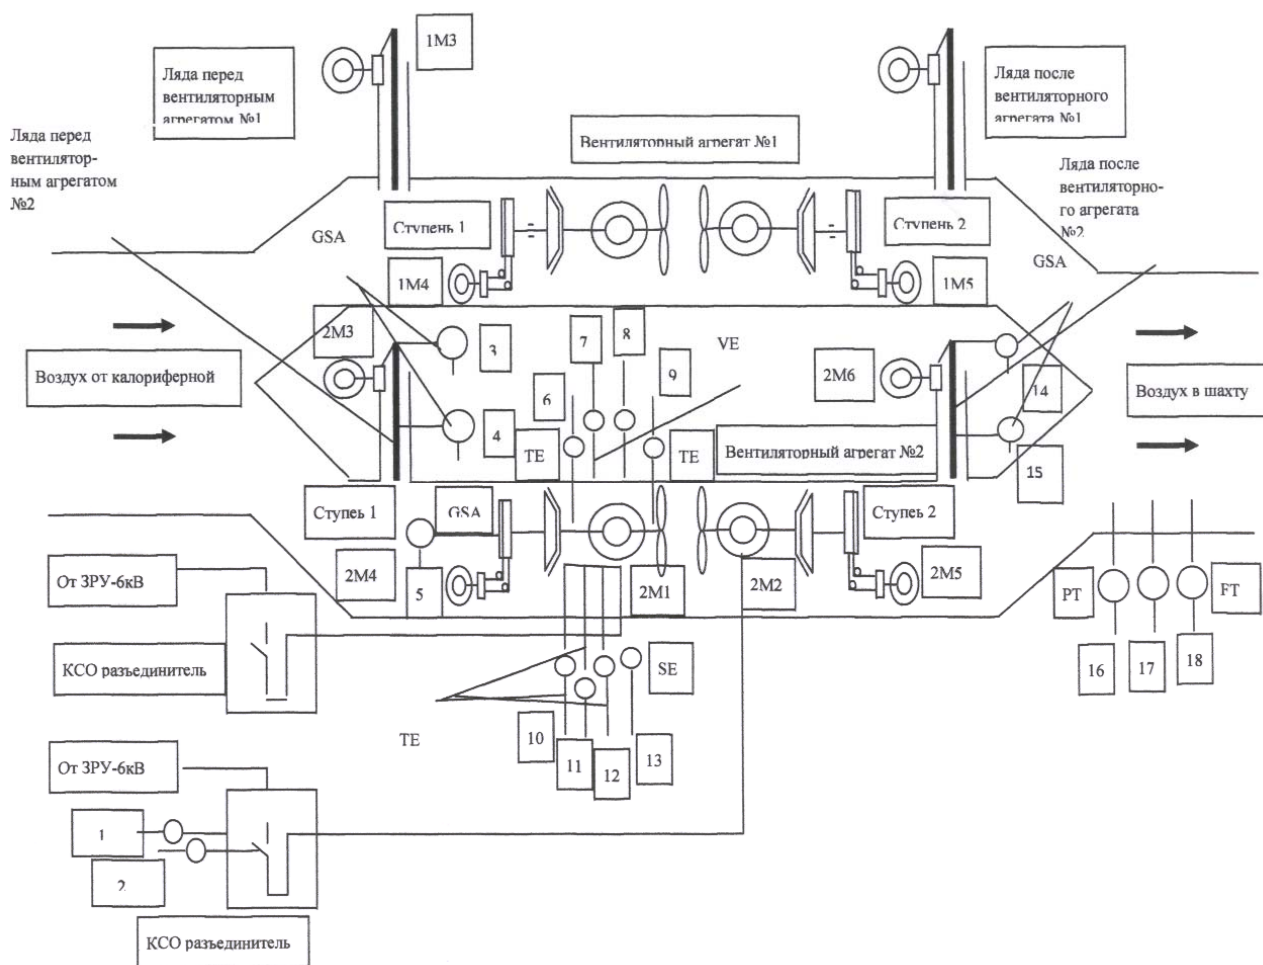 1М3
Ляда перед
вентиляторным
агрегатом №1
Ляда после
вентиляторного
агрегата №1
Ляда перед
вентилятор-
ным агрегатом
№2
Вентиляторный агрегат №1
Ляда после
вентиляторно-
го агрегата
№2
GSA
Ступень 1
Ступень 2
GSA
1М4
1М5
2М3
3
7
8
VE
Воздух от калориферной
9
2М6
14
Воздух в шахту
6
4
TE
TE
Вентиляторный агрегат №2
15
Ступеь 1
GSA
Ступеь 2
От ЗРУ-6кВ
2М4
5
2М1
2М2
2М5
PT
FT
КСО разъединитель
SE
16
17
18
TE
10
11
12
13
От ЗРУ-6кВ
1
2
КСО разъединитель